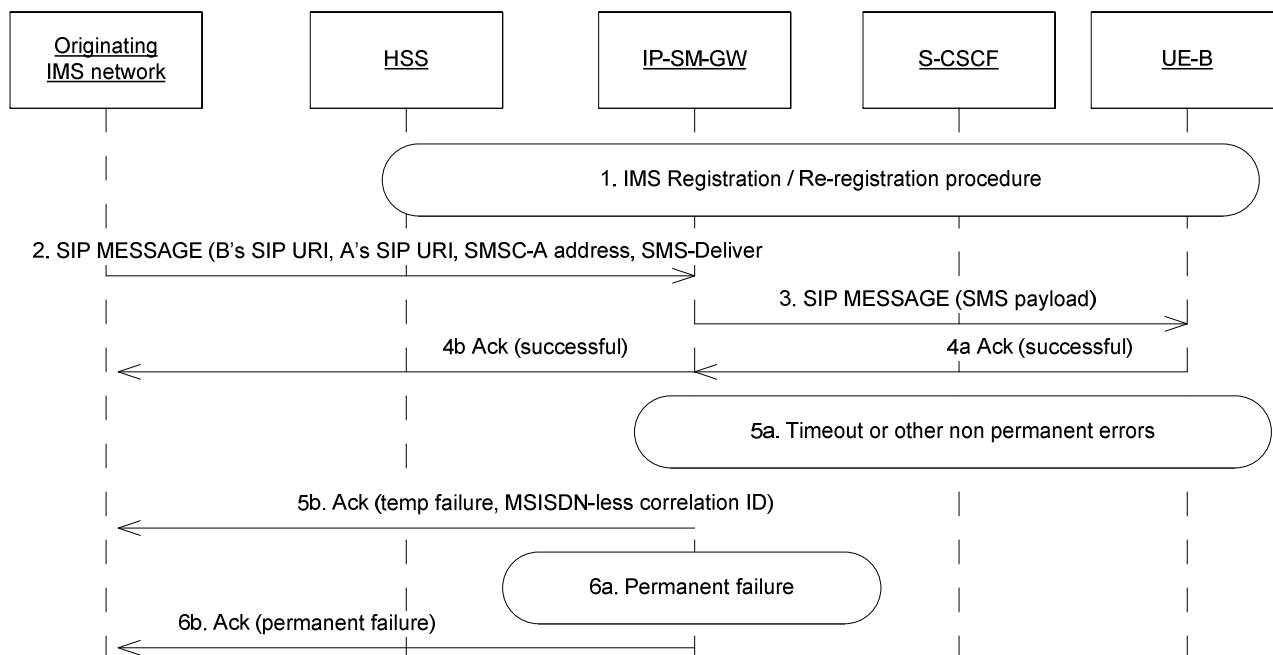 Originating
IMS network
HSS
IP-SM-GW
S-CSCF
UE-B
1. IMS Registration / Re-registration procedure
2. SIP MESSAGE (B's SIP URI, A's SIP URI, SMSC-A address, SMS-Deliver
3. SIP MESSAGE (SMS payload)
4b Ack (successful)
4a Ack (successful)
5a. Timeout or other non permanent errors
5b. Ack (temp failure, MSISDN-less correlation ID)
6a. Permanent failure
6b. Ack (permanent failure)